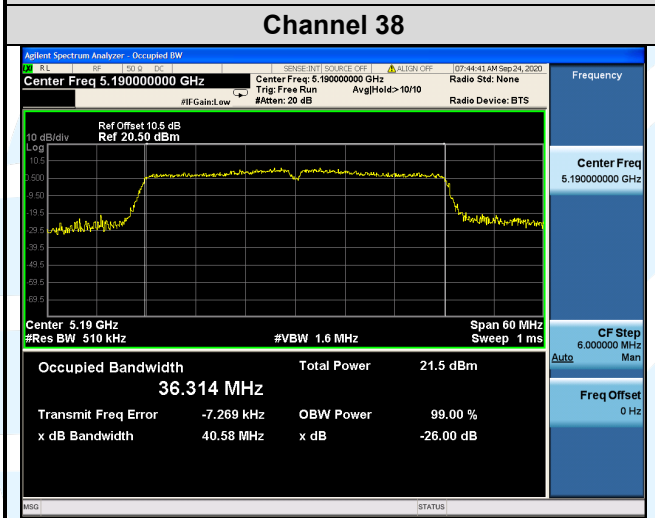 Channel 38
Agilent Spectrum Analyzer - Occupied BW
LXI RL RF 50 Ω DC SENSE:INT SOURCE OFF ALIGN OFF 07:44:41 AM Sep 24, 2020
Center Freq 5.190000000 GHz Center Freq: 5.190000000 GHz Radio Std: None Frequency
Trig: Free Run Avg|Hold:>10/10
#IFGain:Low #Atten: 20 dB Radio Device: BTS
Ref Offset 10.5 dB
10 dB/div Ref 20.50 dBm
Log
10.5
0.500
-9.50
-19.5
-29.5
-39.5
-49.5
-59.5
-69.5
Center Freq
5.190000000 GHz
Center 5.19 GHz Span 60 MHz
#Res BW 510 kHz #VBW 1.6 MHz Sweep 1 ms
CF Step
6.000000 MHz
Auto Man
Occupied Bandwidth Total Power 21.5 dBm
36.314 MHz
Freq Offset
0 Hz
Transmit Freq Error -7.269 kHz OBW Power 99.00 %
x dB Bandwidth 40.58 MHz x dB -26.00 dB
MSG STATUS